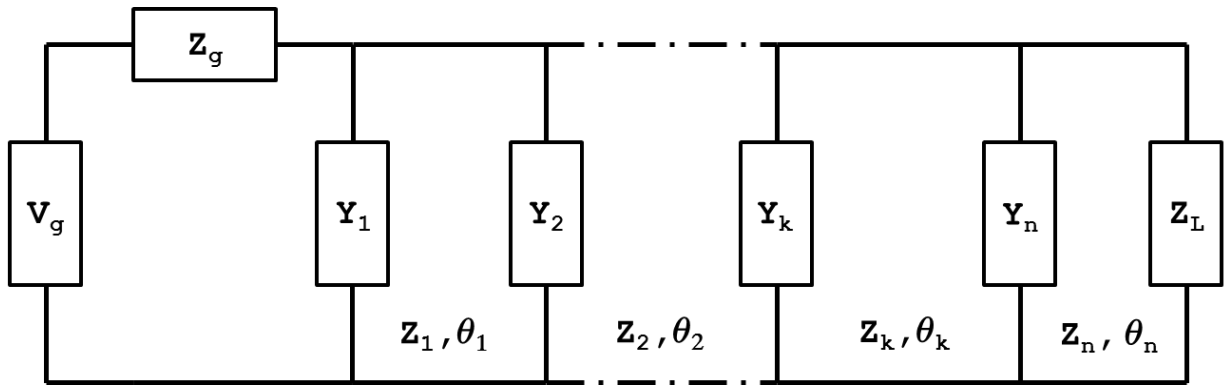 Z_g
V_g
Y_1
Y_2
Y_k
Y_n
Z_L
Z_1, θ_1
Z_2, θ_2
Z_k, θ_k
Z_n, θ_n